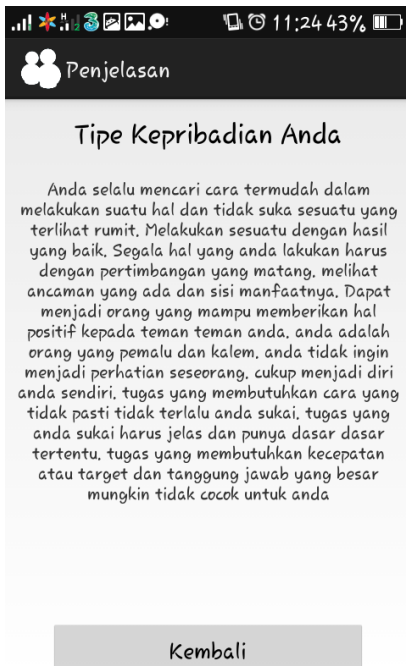 11:24 43%
Penjelasan
Tipe Kepribadian Anda
Anda selalu mencari cara termudah dalam
melakukan suatu hal dan tidak suka sesuatu yang
terlihat rumit. Melakukan sesuatu dengan hasil
yang baik. Segala hal yang anda lakukan harus
dengan pertimbangan yang matang. melihat
ancaman yang ada dan sisi manfaatnya. Dapat
menjadi orang yang mampu memberikan hal
positif kepada teman teman anda. anda adalah
orang yang pemalu dan kalem. anda tidak ingin
menjadi perhatian seseorang. cukup menjadi diri
anda sendiri. tugas yang membutuhkan cara yang
tidak pasti tidak terlalu anda sukai. tugas yang
anda sukai harus jelas dan punya dasar dasar
tertentu. tugas yang membutuhkan kecepatan
atau target dan tanggung jawab yang besar
mungkin tidak cocok untuk anda
Kembali